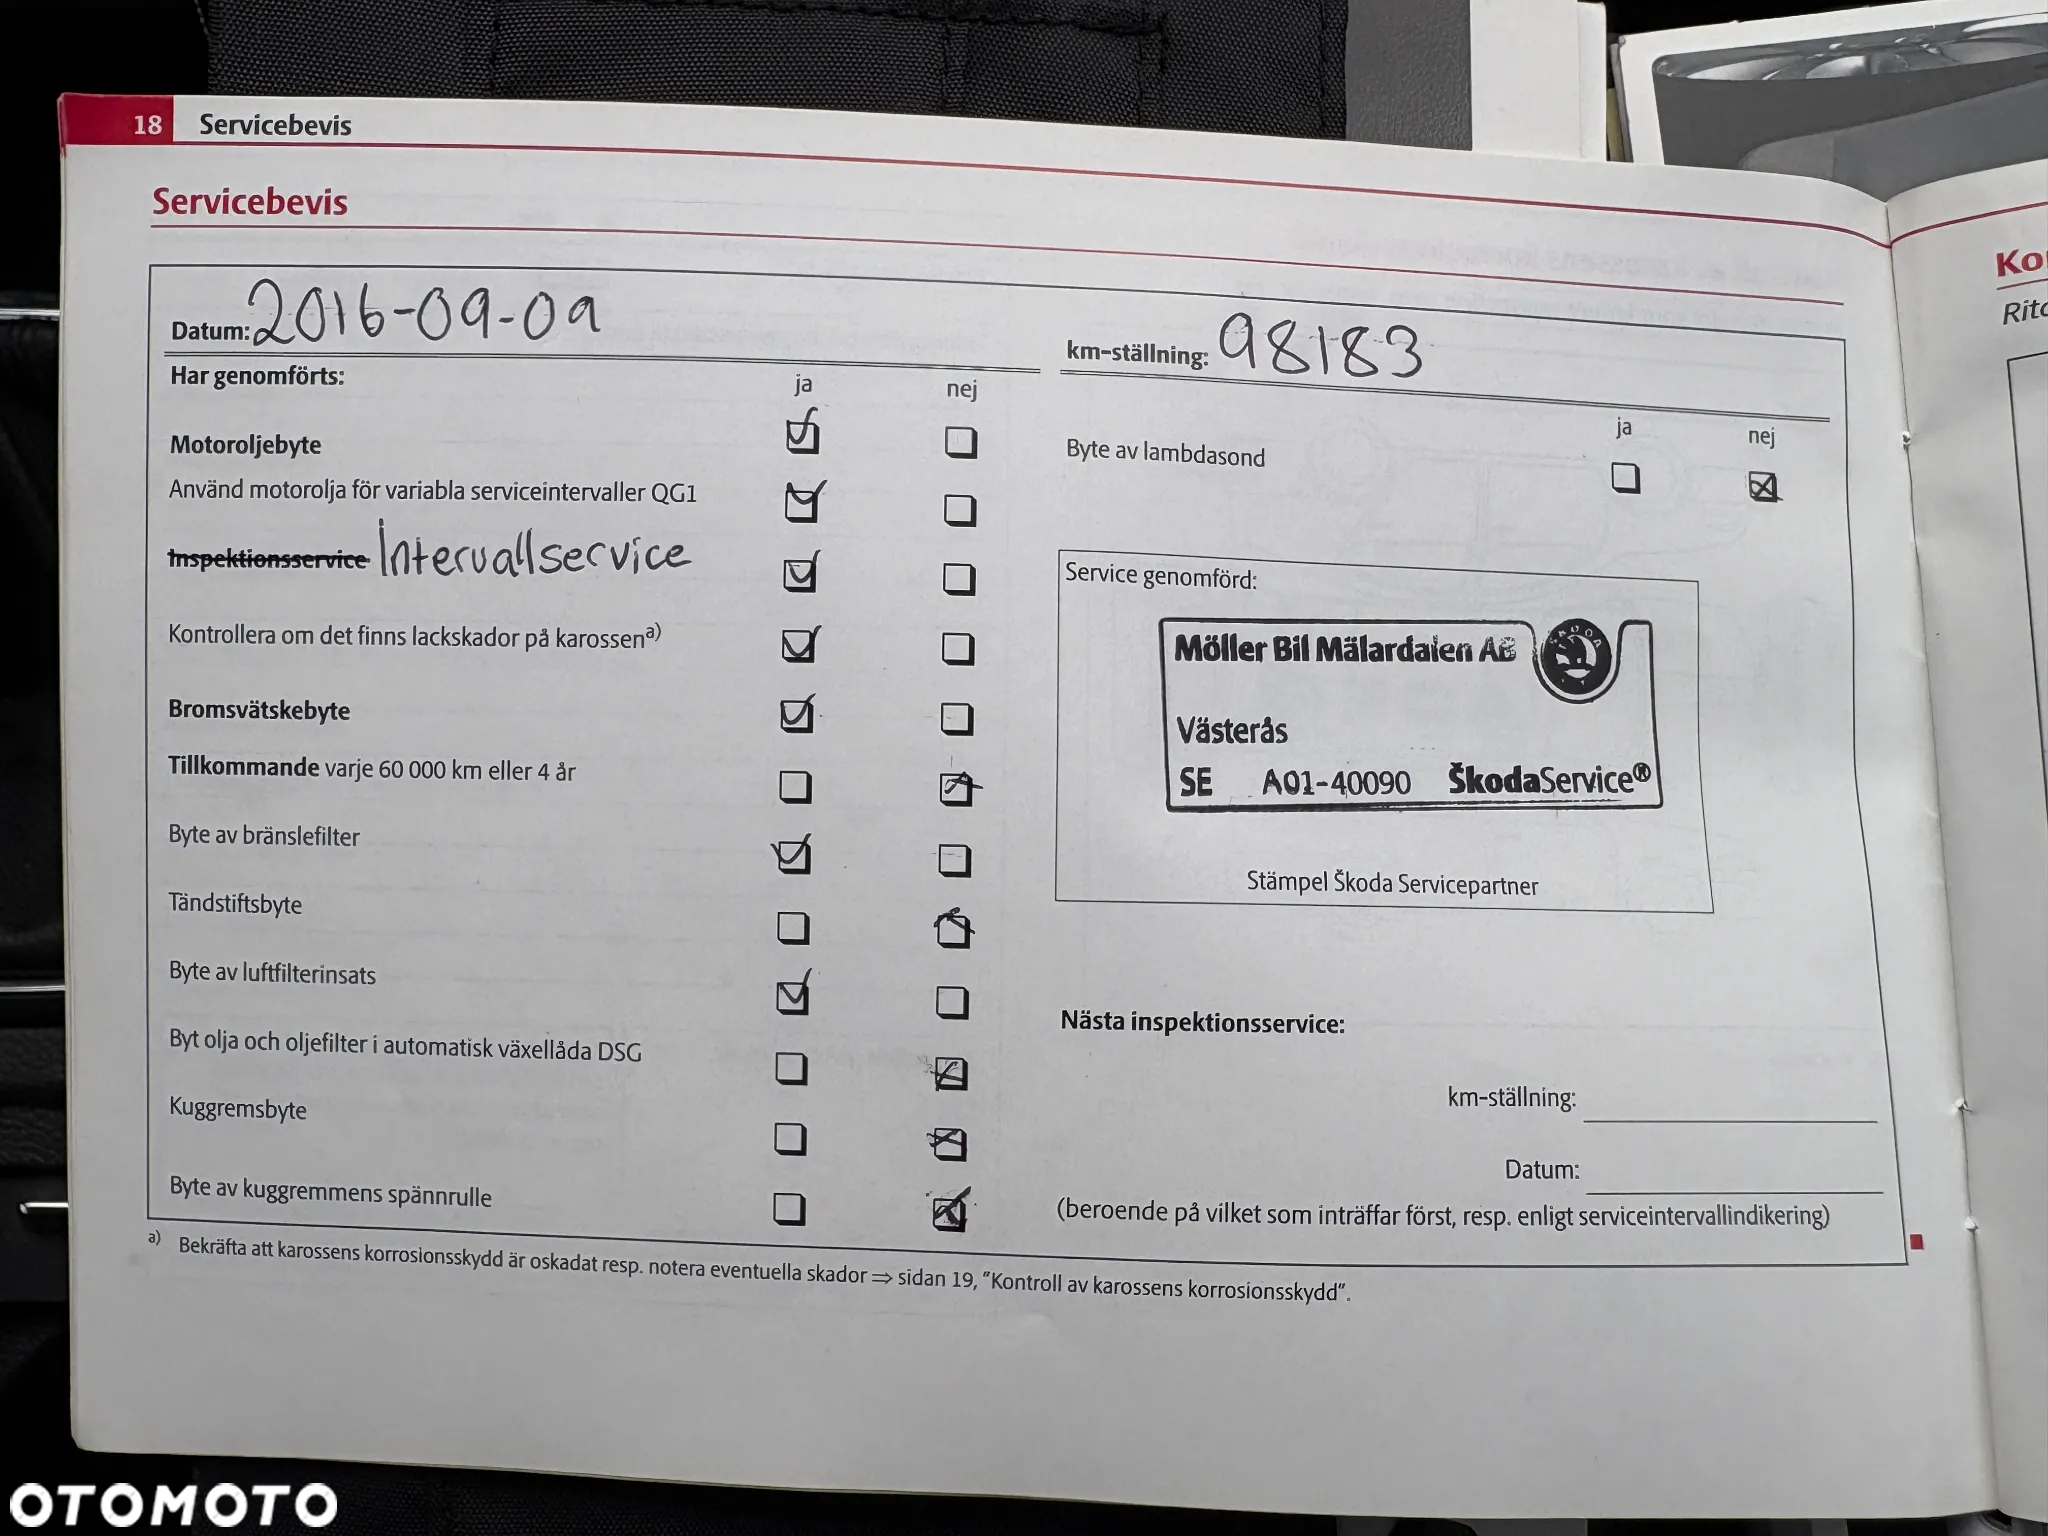 18 Servicebevis
Servicebevis
Datum: 2016-09-09
km-ställning: 98183
Har genomförts:
ja nej
Motoroljebyte
Använd motorolja för variabla serviceintervaller QG1
Inspektionsservice Intervallservice
Kontrollera om det finns lackskador på karossen a)
Bromsvätskebyte
Tillkommande varje 60 000 km eller 4 år
Byte av bränslefilter
Tändstiftsbyte
Byte av luftfilterinsats
Byt olja och oljefilter i automatisk växellåda DSG
Kuggremsbyte
Byte av kuggremmens spännrulle
ja nej
Byte av lambdasond
Service genomförd:
Möller Bil Mälardalen AB
SKODA
Västerås
SE A01-40090 ŠkodaService®
Stämpel Škoda Servicepartner
Nästa inspektionsservice:
km-ställning:
Datum:
(beroende på vilket som inträffar först, resp. enligt serviceintervallindikering)
a) Bekräfta att karossens korrosionsskydd är oskadat resp. notera eventuella skador ⇒ sidan 19, "Kontroll av karossens korrosionsskydd".
OTOMOTO